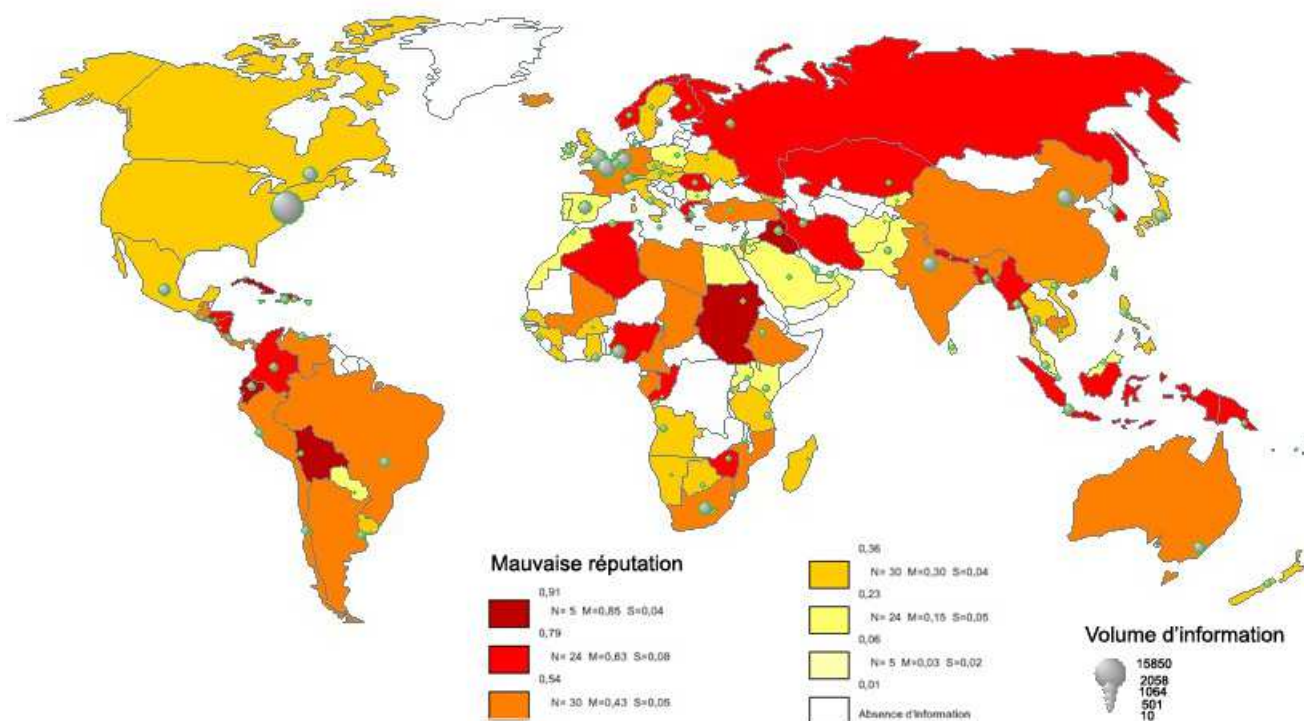 Mauvaise réputation
0,91
N= 5 M=0,85 S=0,04
0,79
N= 24 M=0,63 S=0,08
0,54
N= 30 M=0,43 S=0,05
0,36
N= 30 M=0,30 S=0,04
0,23
N= 24 M=0,15 S=0,05
0,06
N= 5 M=0,03 S=0,02
0,01
Absence d'Information
Volume d'information
15850
2058
1064
501
10